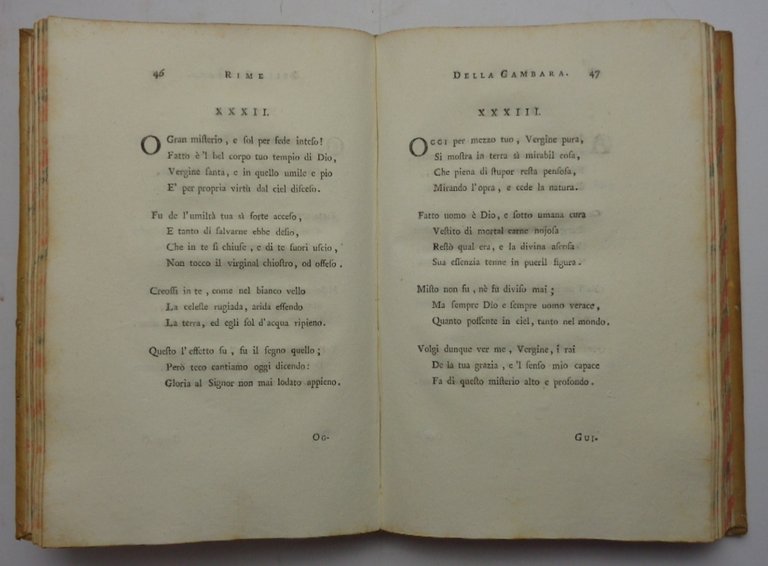 46 RIME
XXXII.
O Gran misterio, e sol per fede inteso!
Fatto è 'l bel corpo tuo tempio di Dio,
Vergine santa, e in quello umile e pio
E' per propria virtù dal ciel disceso.
Fu de l'umiltà tua sì forte acceso,
E tanto di salvarne ebbe desio,
Che in te si chiuse, e di te fuori uscio,
Non tocco il virginal chiostro, od offeso.
Creossi in te, come nel bianco vello
La celeste rugiada, arida essendo
La terra, ed egli sol d'acqua ripieno.
Questo l'effetto fu, fu il segno quello;
Però teco cantiamo oggi dicendo:
Gloria al Signor non mai lodato appieno.
OG-
DELLA GAMBARA. 47
XXXIII.
OGGI per mezzo tuo, Vergine pura,
Si mostra in terra sì mirabil cosa,
Che piena di stupor resta pensosa,
Mirando l'opra, e cede la natura.
Fatto uomo è Dio, e sotto umana cura
Vestito di mortal carne nojosa
Restò qual era, e la divina ascosa
Sua essenzia tenne in pueril figura.
Misto non fu, nè fu diviso mai;
Ma sempre Dio e sempre uomo verace,
Quanto possente in ciel, tanto nel mondo.
Volgi dunque ver me, Vergine, i rai
De la tua grazia, e 'l senso mio capace
Fa di questo misterio alto e profondo.
GUI-